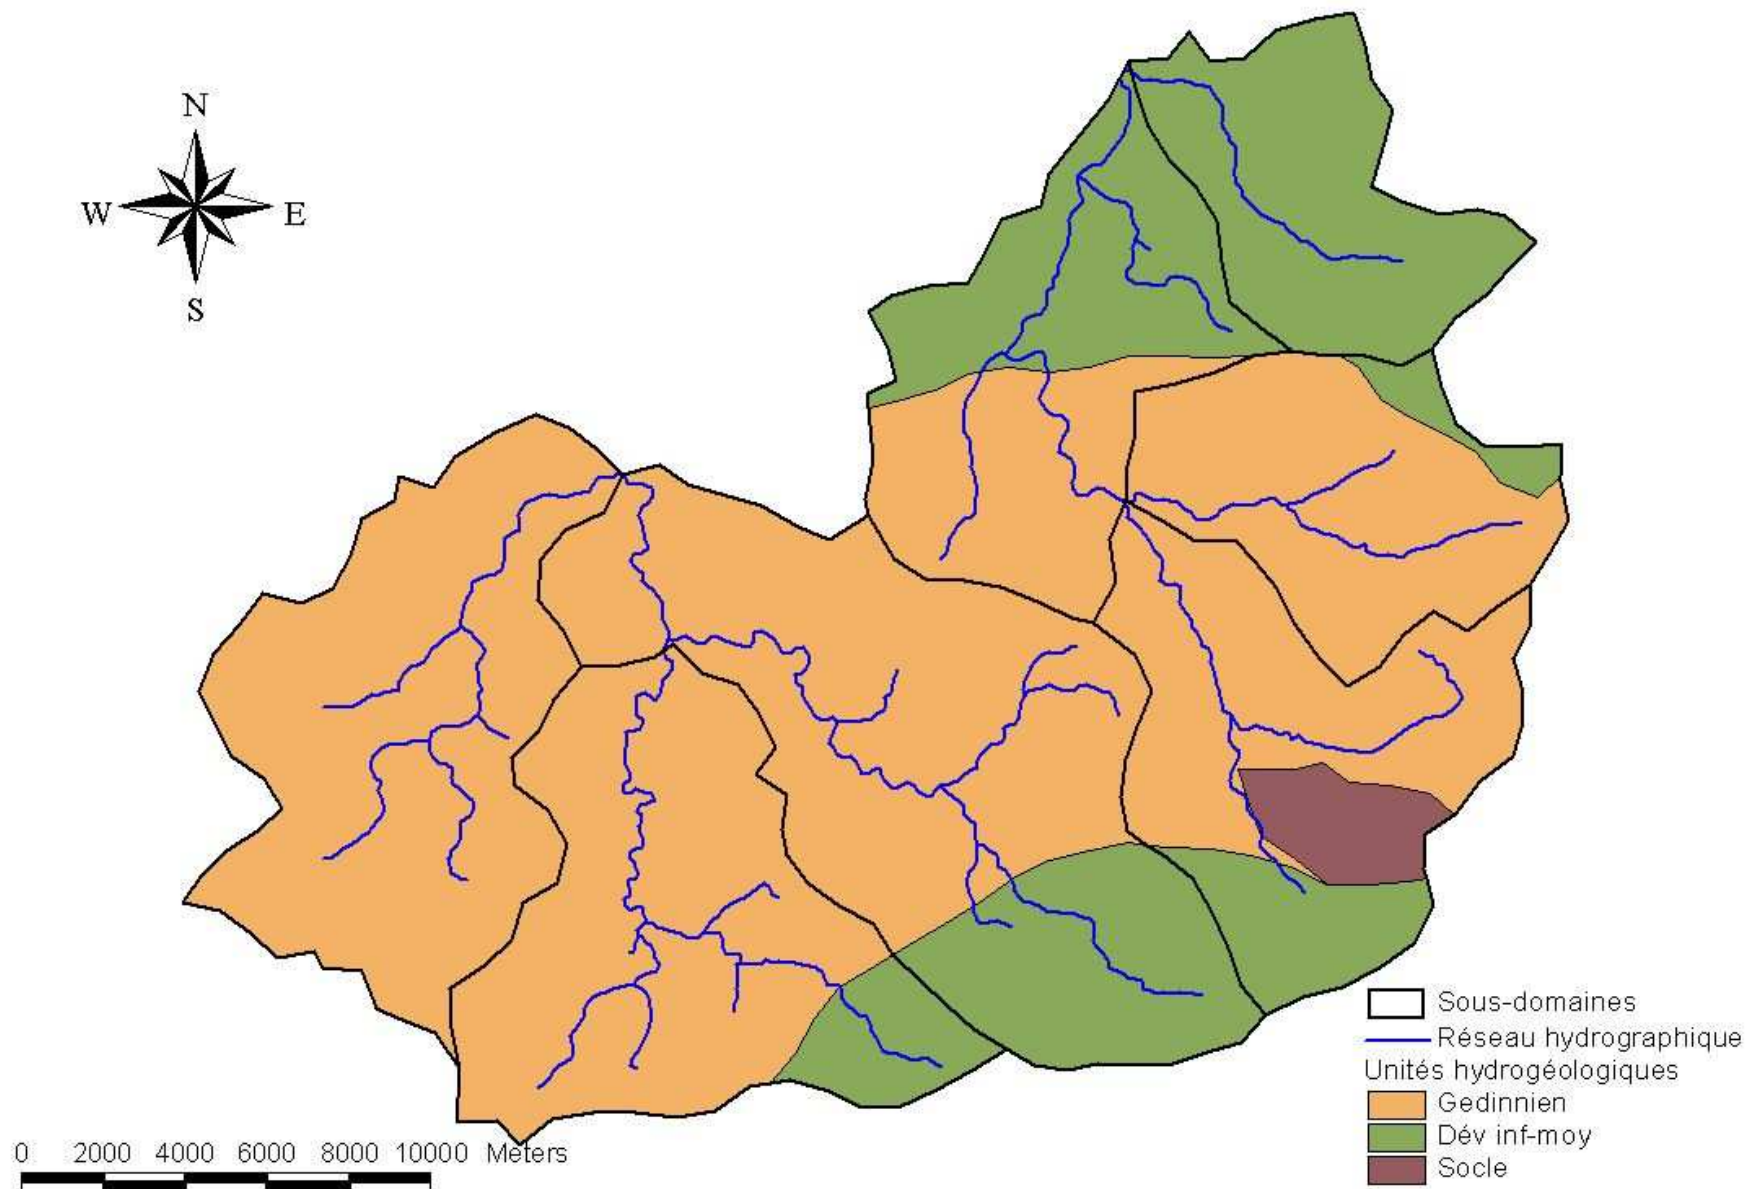 N
W E
S
Sous-domaines
Réseau hydrographique
Unités hydrogéologiques
Gedinnien
Dév inf-moy
Socle
0 2000 4000 6000 8000 10000 Meters